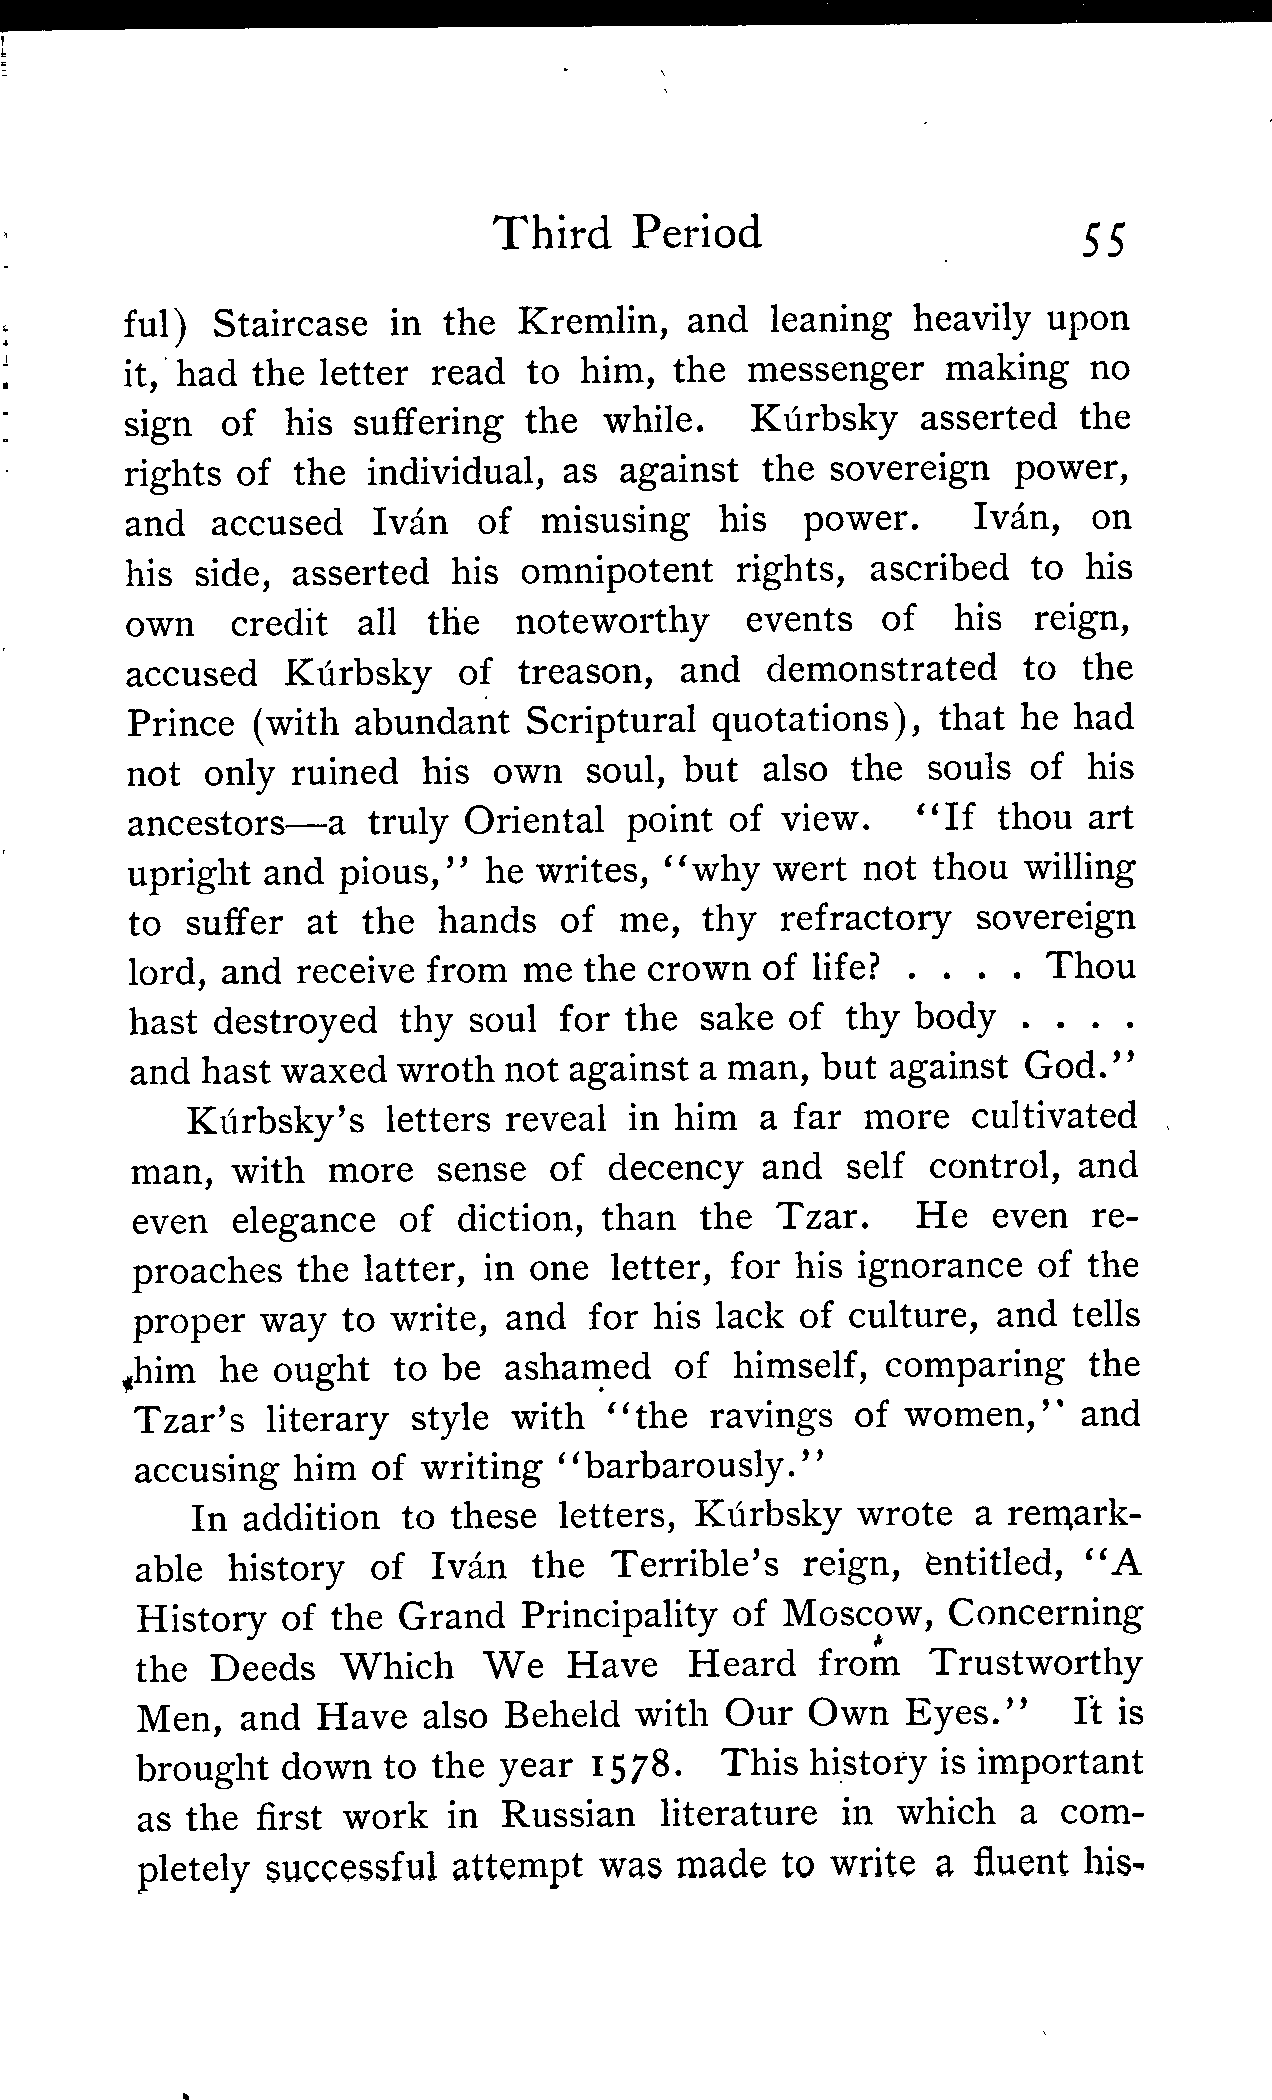 Third Period 55
ful) Staircase in the Kremlin, and leaning heavily upon
it, had the letter read to him, the messenger making no
sign of his suffering the while. Kúrbsky asserted the
rights of the individual, as against the sovereign power,
and accused Iván of misusing his power. Iván, on
his side, asserted his omnipotent rights, ascribed to his
own credit all the noteworthy events of his reign,
accused Kúrbsky of treason, and demonstrated to the
Prince (with abundant Scriptural quotations), that he had
not only ruined his own soul, but also the souls of his
ancestors—a truly Oriental point of view. "If thou art
upright and pious," he writes, "why wert not thou willing
to suffer at the hands of me, thy refractory sovereign
lord, and receive from me the crown of life? . . . . Thou
hast destroyed thy soul for the sake of thy body . . . .
and hast waxed wroth not against a man, but against God."
Kúrbsky's letters reveal in him a far more cultivated
man, with more sense of decency and self control, and
even elegance of diction, than the Tzar. He even re-
proaches the latter, in one letter, for his ignorance of the
proper way to write, and for his lack of culture, and tells
him he ought to be ashamed of himself, comparing the
Tzar's literary style with "the ravings of women," and
accusing him of writing "barbarously."
In addition to these letters, Kúrbsky wrote a remark-
able history of Iván the Terrible's reign, entitled, "A
History of the Grand Principality of Moscow, Concerning
the Deeds Which We Have Heard from Trustworthy
Men, and Have also Beheld with Our Own Eyes." It is
brought down to the year 1578. This history is important
as the first work in Russian literature in which a com-
pletely successful attempt was made to write a fluent his-